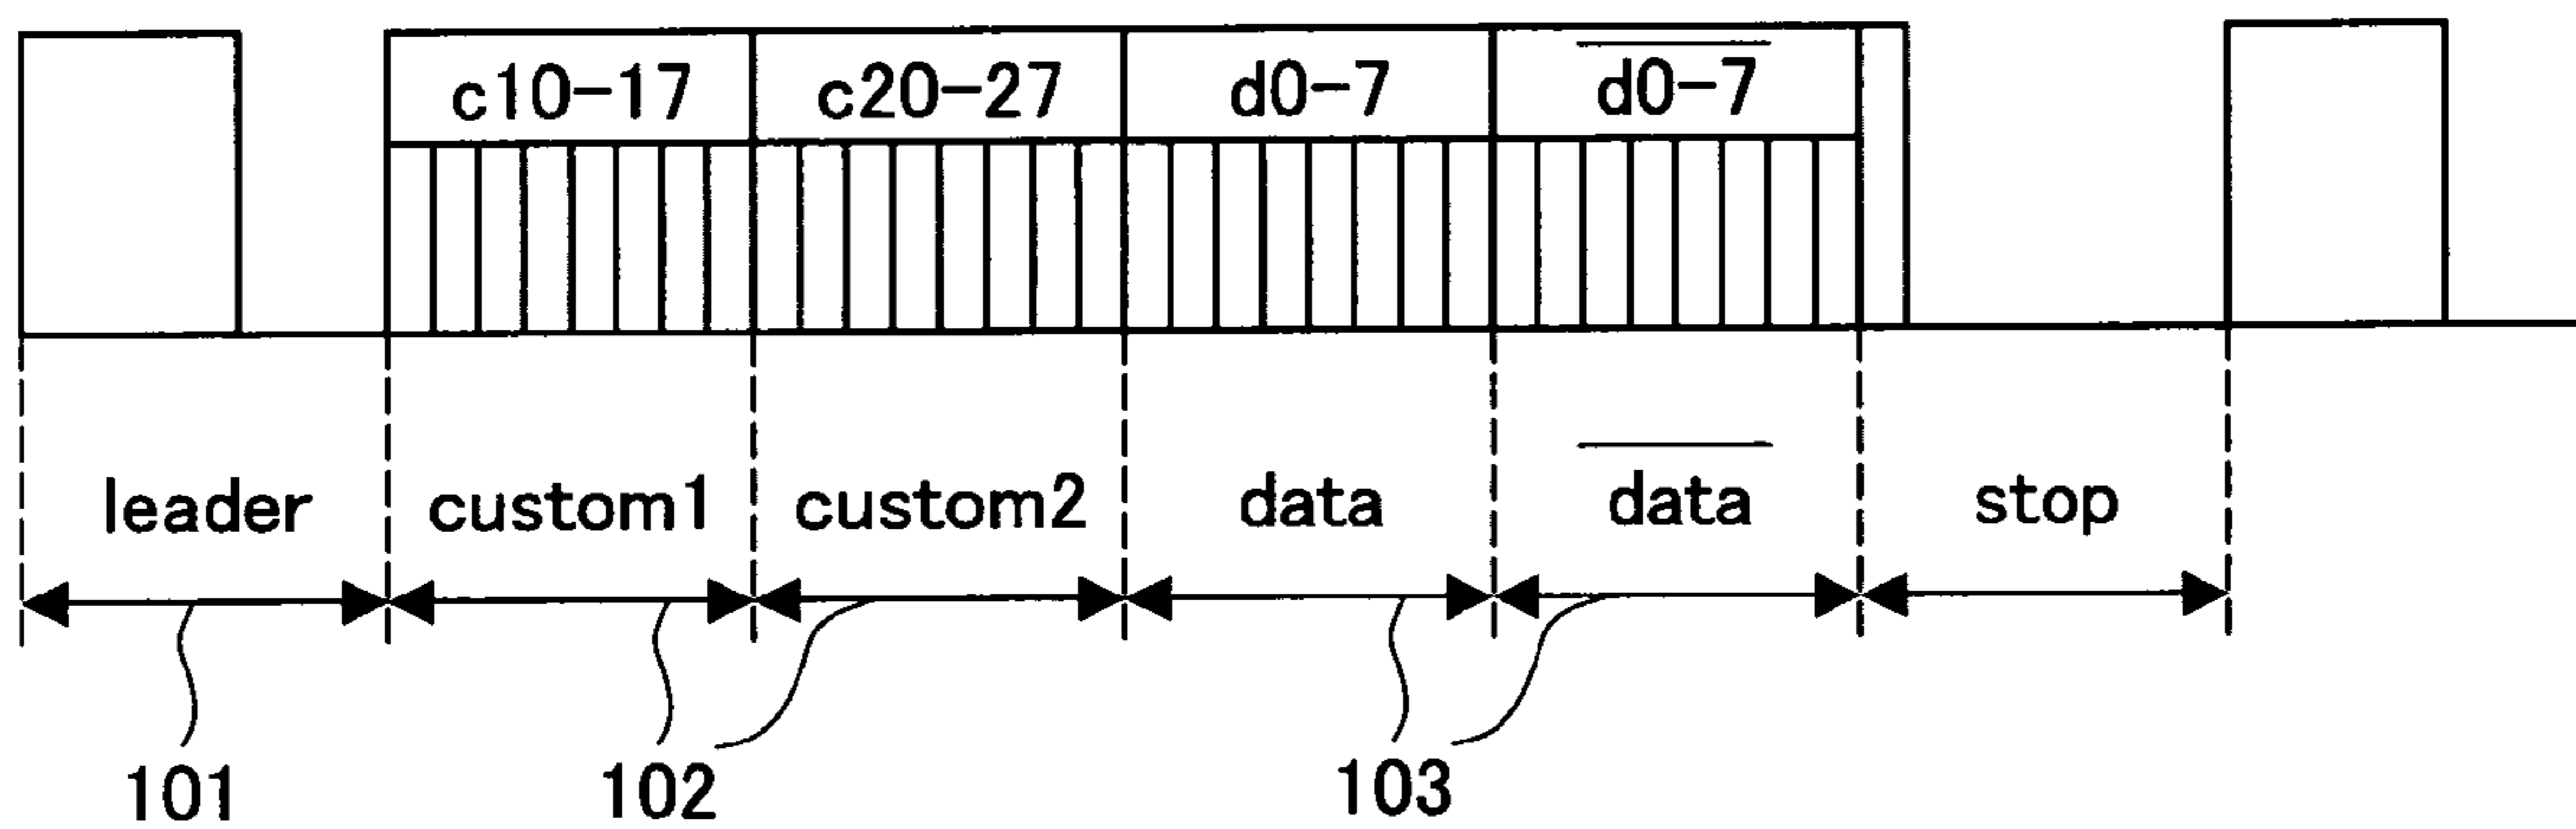 c10-17 c20-27 d0-7 d0-7
leader custom1 custom2 data data stop
101 102 103